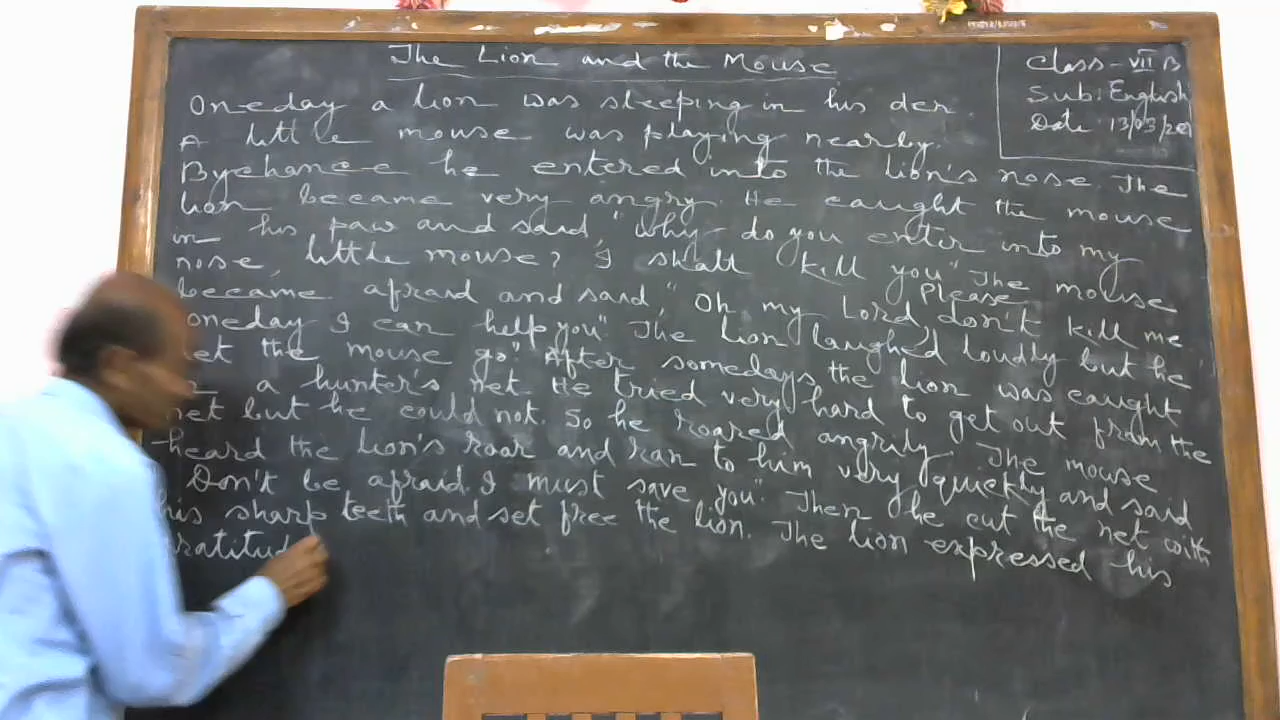 The Lion and the Mouse
Class - VII B
Sub: English
Date 13/03/20
Oneday a lion was sleeping in his den.
A little mouse was playing nearby.
Bychance he entered into the lion's nose. The
lion became very angry. He caught the mouse
in his paw and said, "Why do you enter into my
nose, little mouse? I shall kill you". The mouse
became afraid and said, "Oh my Lord, Please don't kill me
oneday I can help you". The lion laughed loudly but he
let the mouse go". After somedays the lion was caught
a hunter's net. He tried very hard to get out from the
net but he could not. So he roared angrily. The mouse
heard the lion's roar and ran to him very quickly and said
Don't be afraid. I must save you". Then he cut the net with
his sharp teeth and set free the lion. The lion expressed his